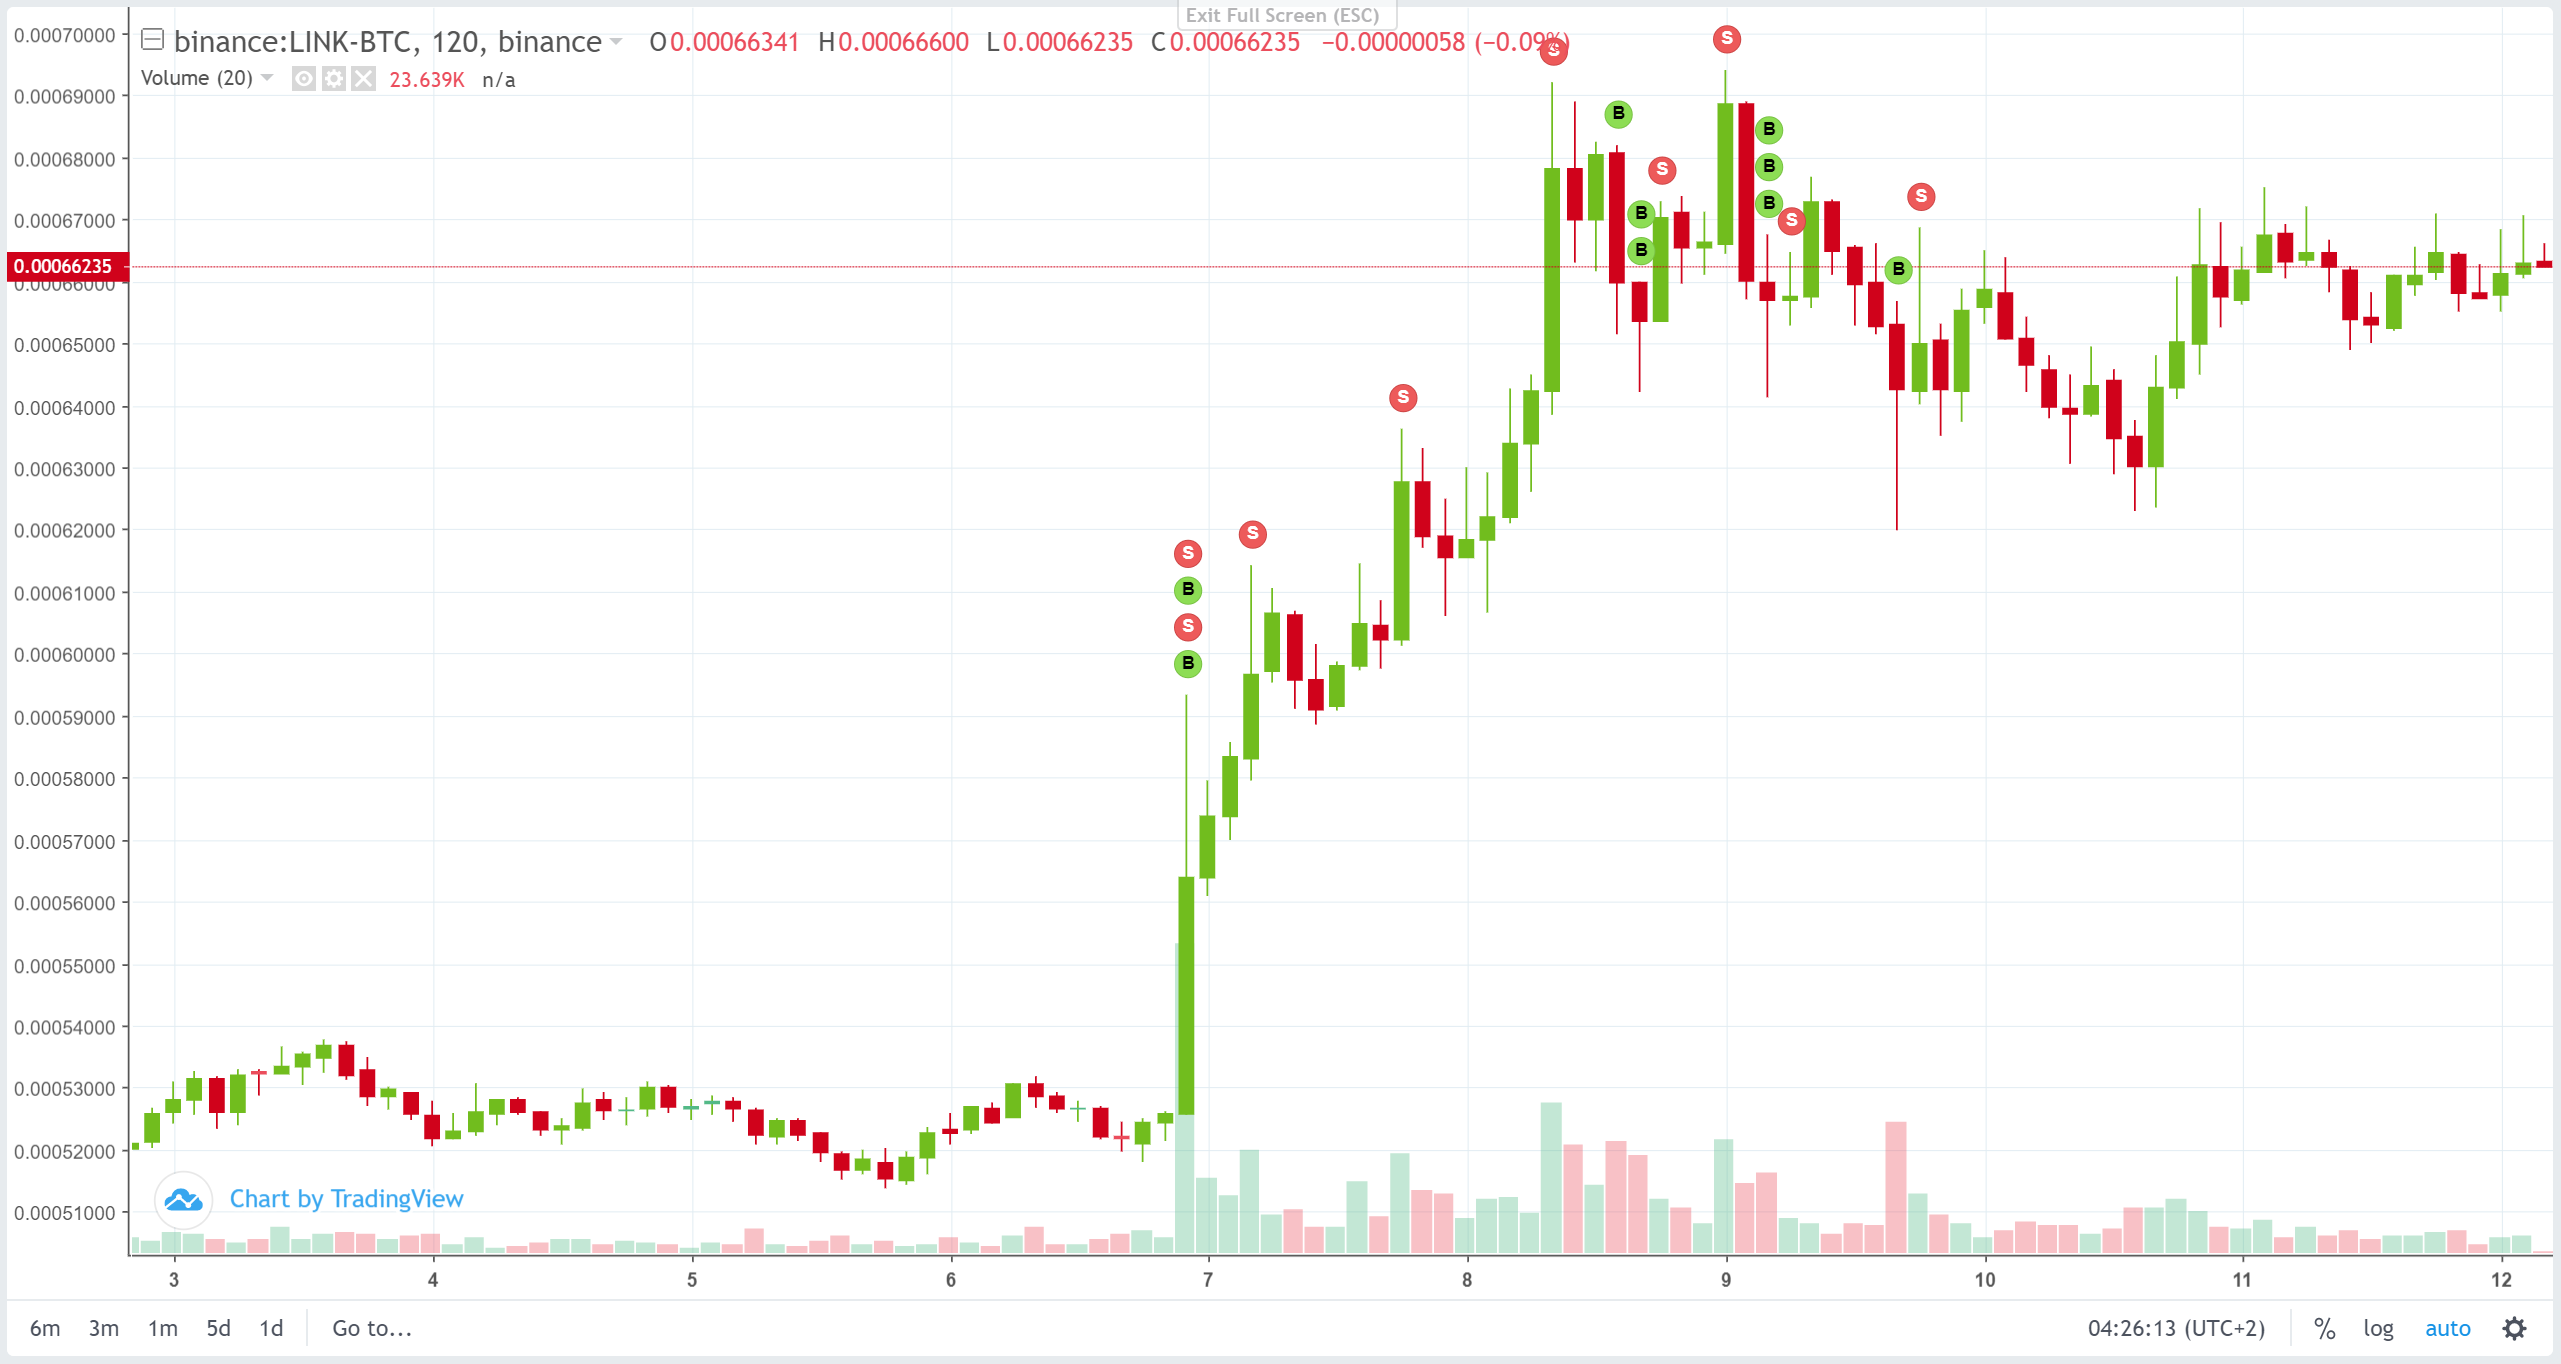 Exit Full Screen (ESC)
binance:LINK-BTC, 120, binance O0.00066341 H0.00066600 L0.00066235 C0.00066235 −0.00000058 (−0.09%)
Volume (20) 23.639K n/a
0.00070000
0.00069000
0.00068000
0.00067000
0.00066235
0.00066000
0.00065000
0.00064000
0.00063000
0.00062000
0.00061000
0.00060000
0.00059000
0.00058000
0.00057000
0.00056000
0.00055000
0.00054000
0.00053000
0.00052000
0.00051000
S
B
S
B
S
S
S
B
B
B
S
S
B
B
B
S
B
S
Chart by TradingView
3 4 5 6 7 8 9 10 11 12
6m 3m 1m 5d 1d Go to... 04:26:13 (UTC+2) % log auto